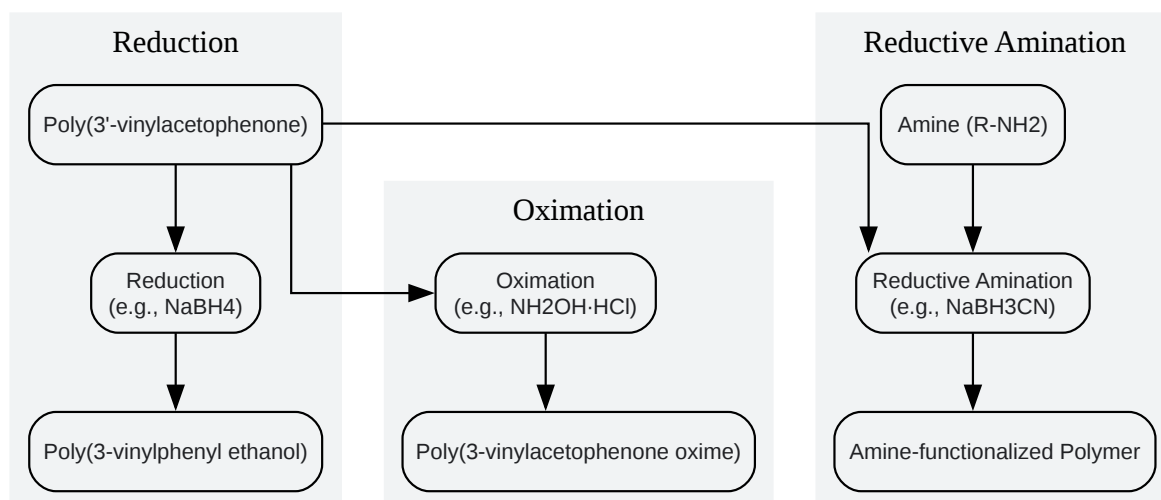 Reduction
Reductive Amination
Poly(3'-vinylacetophenone)
Amine (R-NH2)
Oximation
Reduction
(e.g., NaBH4)
Oximation
(e.g., NH2OH·HCl)
Reductive Amination
(e.g., NaBH3CN)
Poly(3-vinylphenyl ethanol)
Poly(3-vinylacetophenone oxime)
Amine-functionalized Polymer